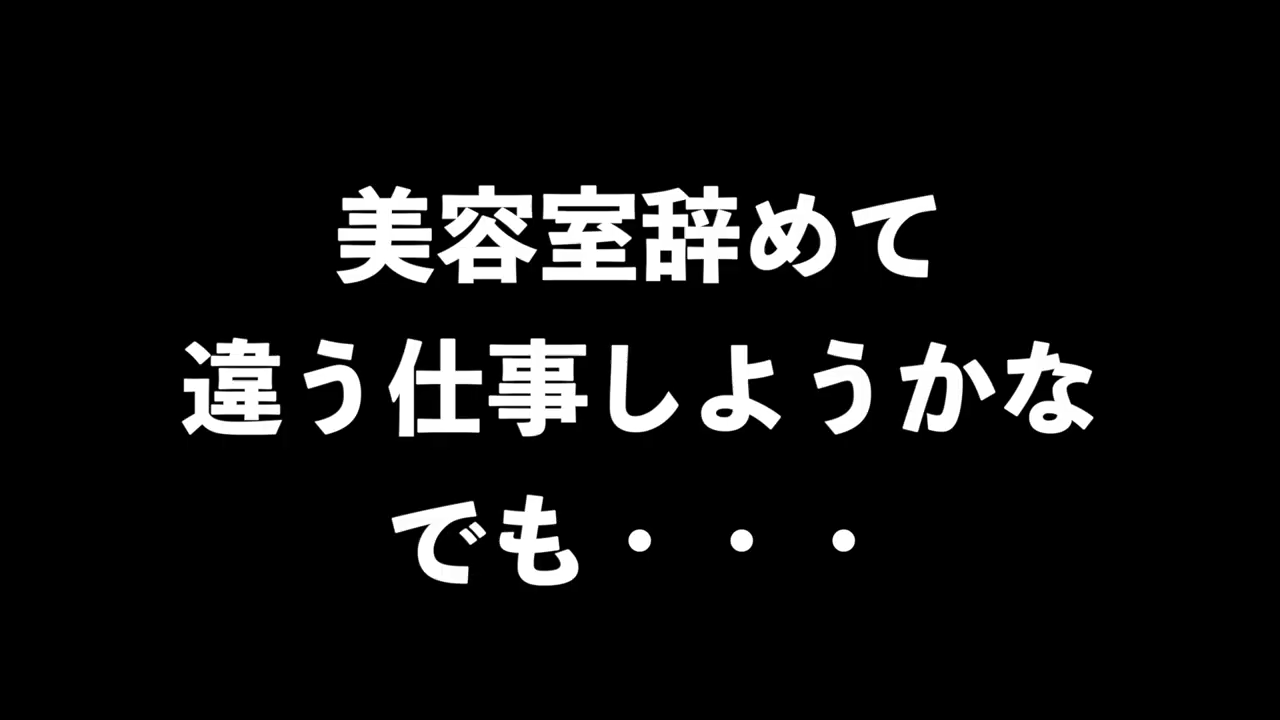 美容室辞めて
違う仕事しようかな
でも・・・